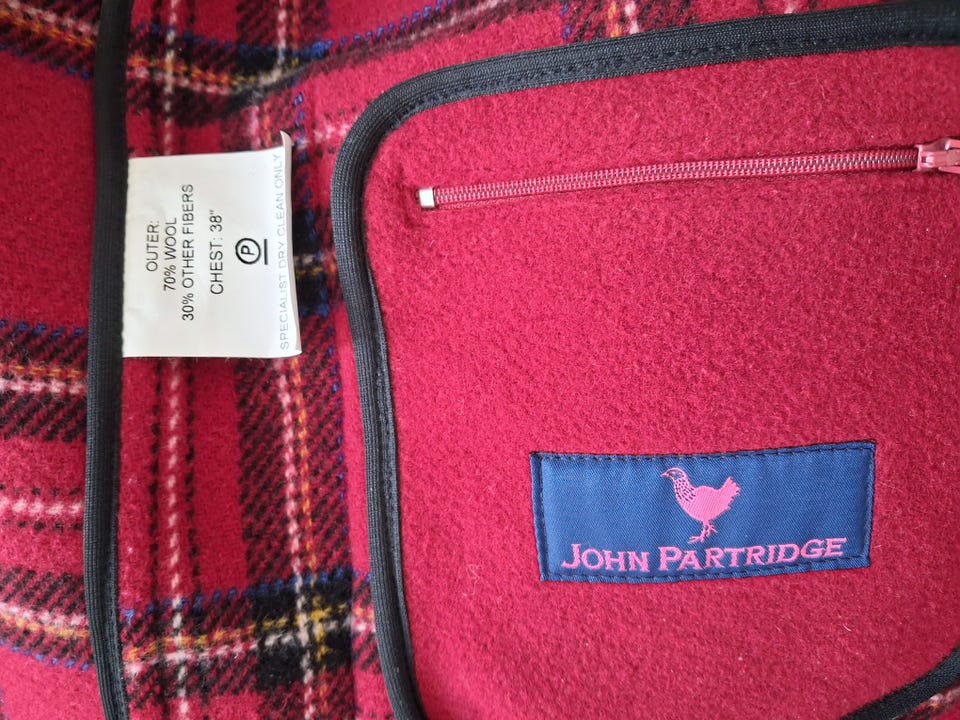 OUTER:
70% WOOL
30% OTHER FIBERS
CHEST: 38"
P
SPECIALIST DRY CLEAN ONLY
JOHN PARTRIDGE